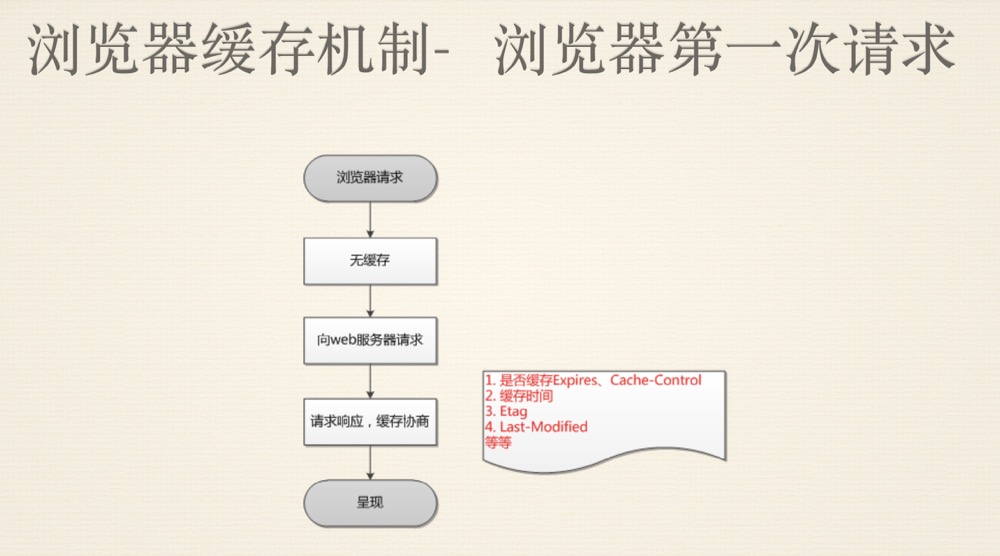 浏览器缓存机制- 浏览器第一次请求
浏览器请求
无缓存
向web服务器请求
请求响应，缓存协商
1. 是否缓存Expires、Cache-Control
2. 缓存时间
3. Etag
4. Last-Modified
等等
呈现